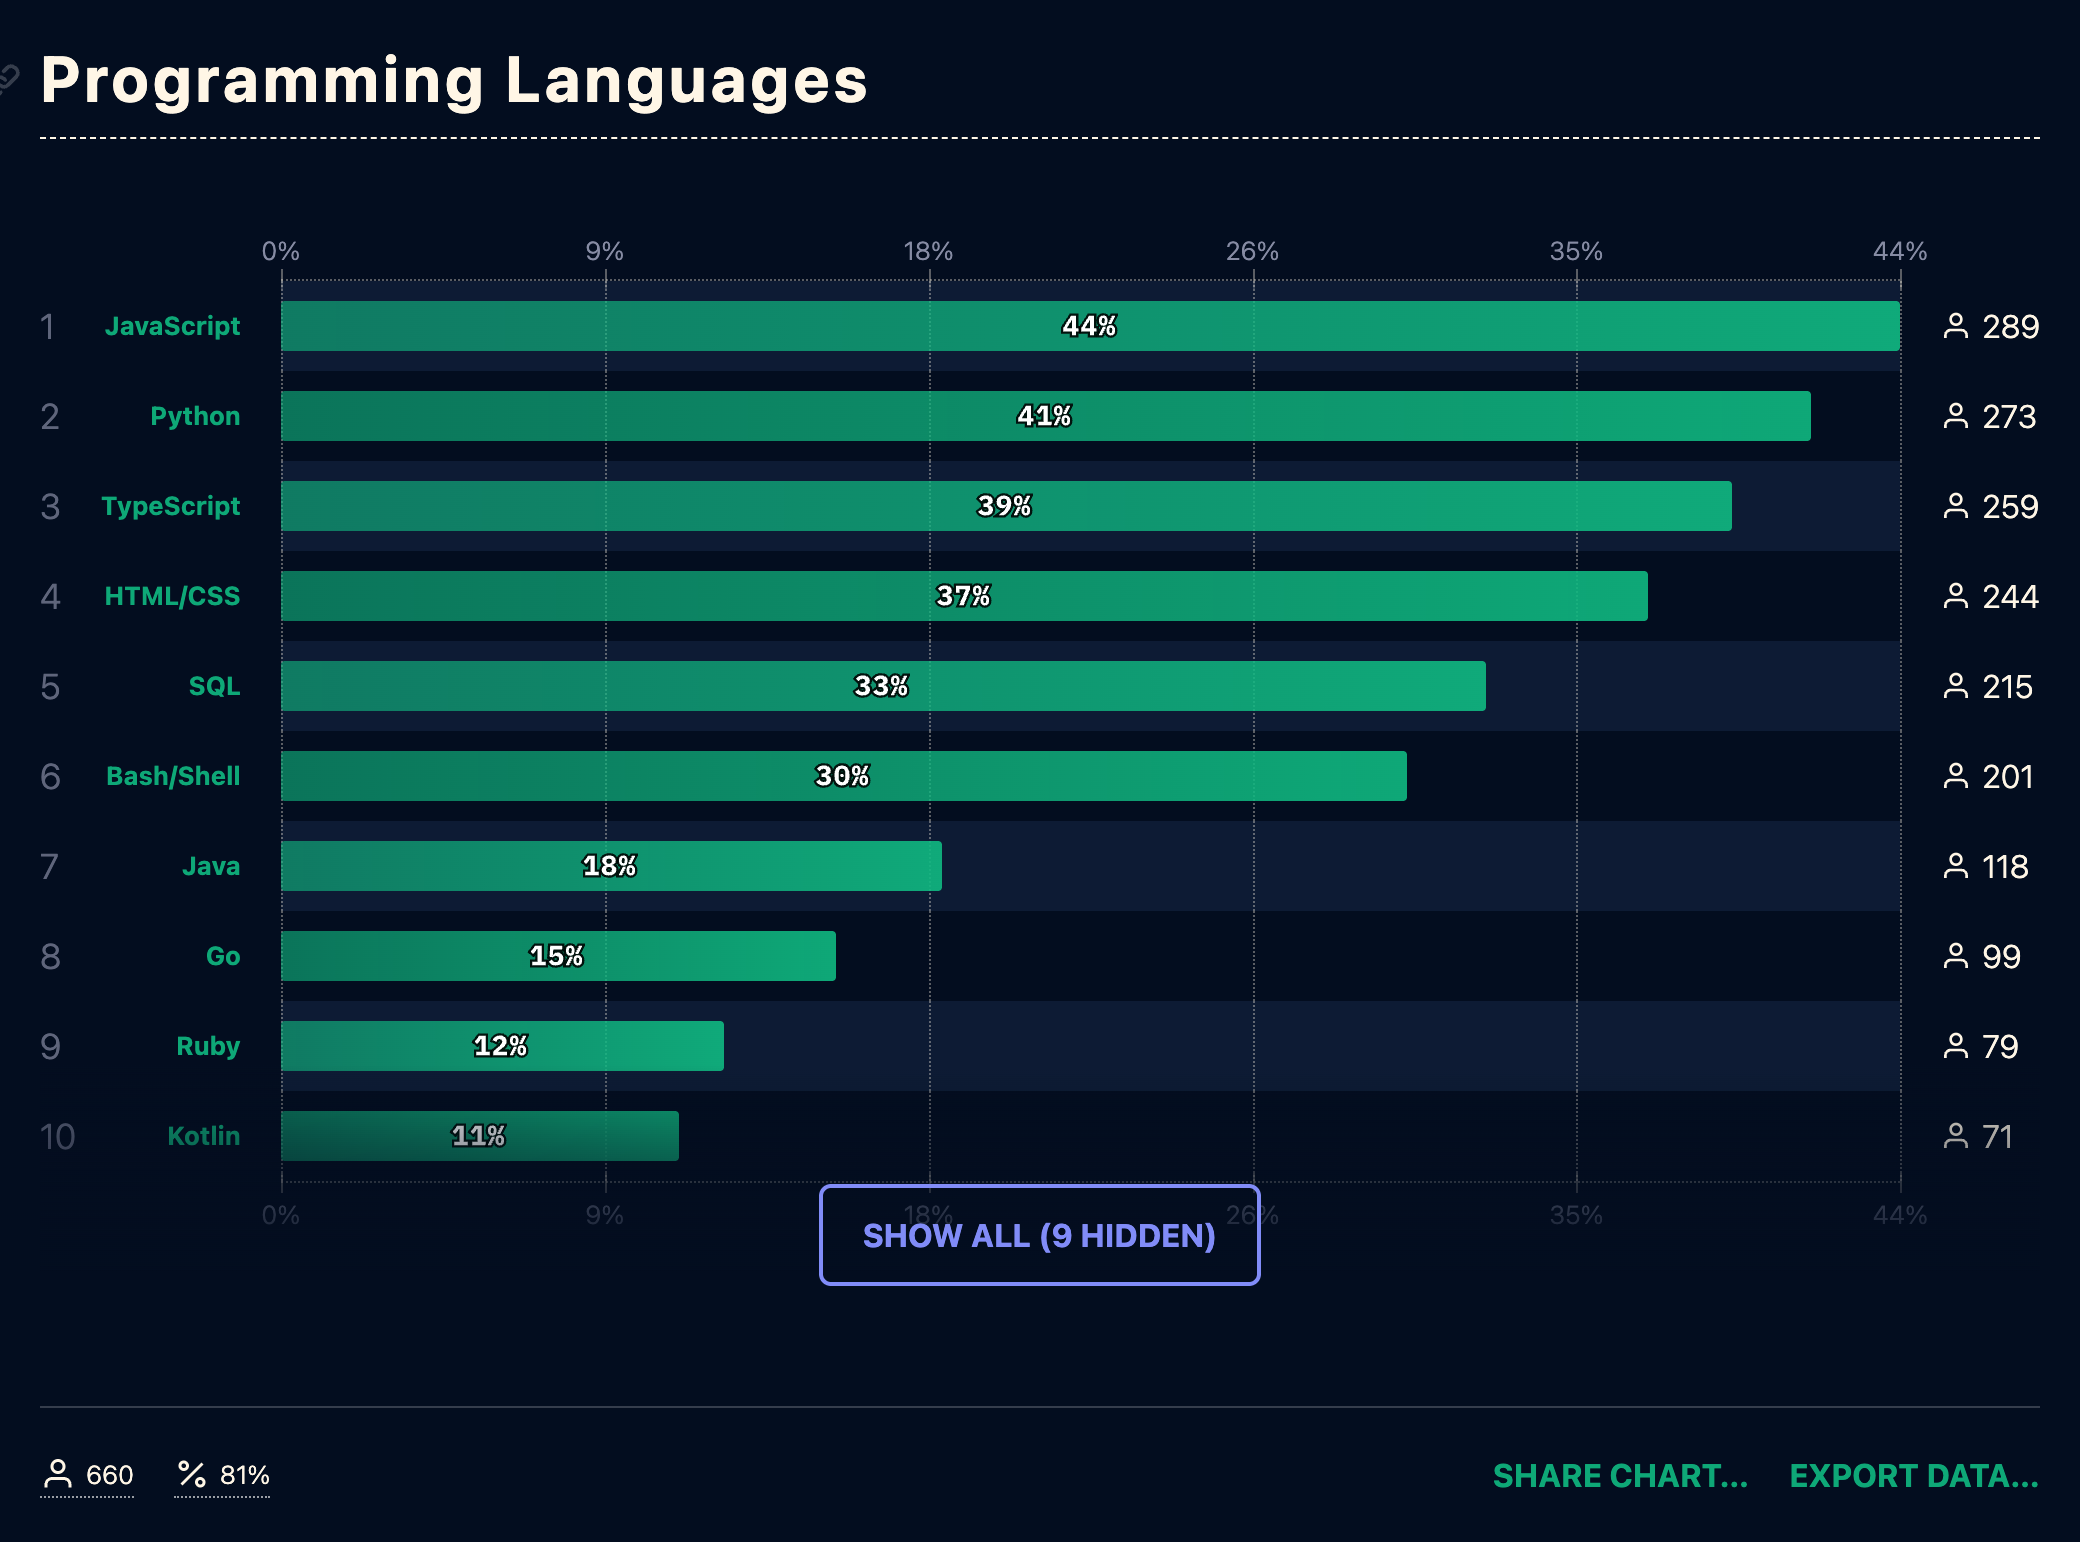 Programming Languages
0% 9% 18% 26% 35% 44%
1 JavaScript 44% 289
2 Python 41% 273
3 TypeScript 39% 259
4 HTML/CSS 37% 244
5 SQL 33% 215
6 Bash/Shell 30% 201
7 Java 18% 118
8 Go 15% 99
9 Ruby 12% 79
10 Kotlin 11% 71
0% 9% 18% 26% 35% 44%
SHOW ALL (9 HIDDEN)
660 81% SHARE CHART... EXPORT DATA...